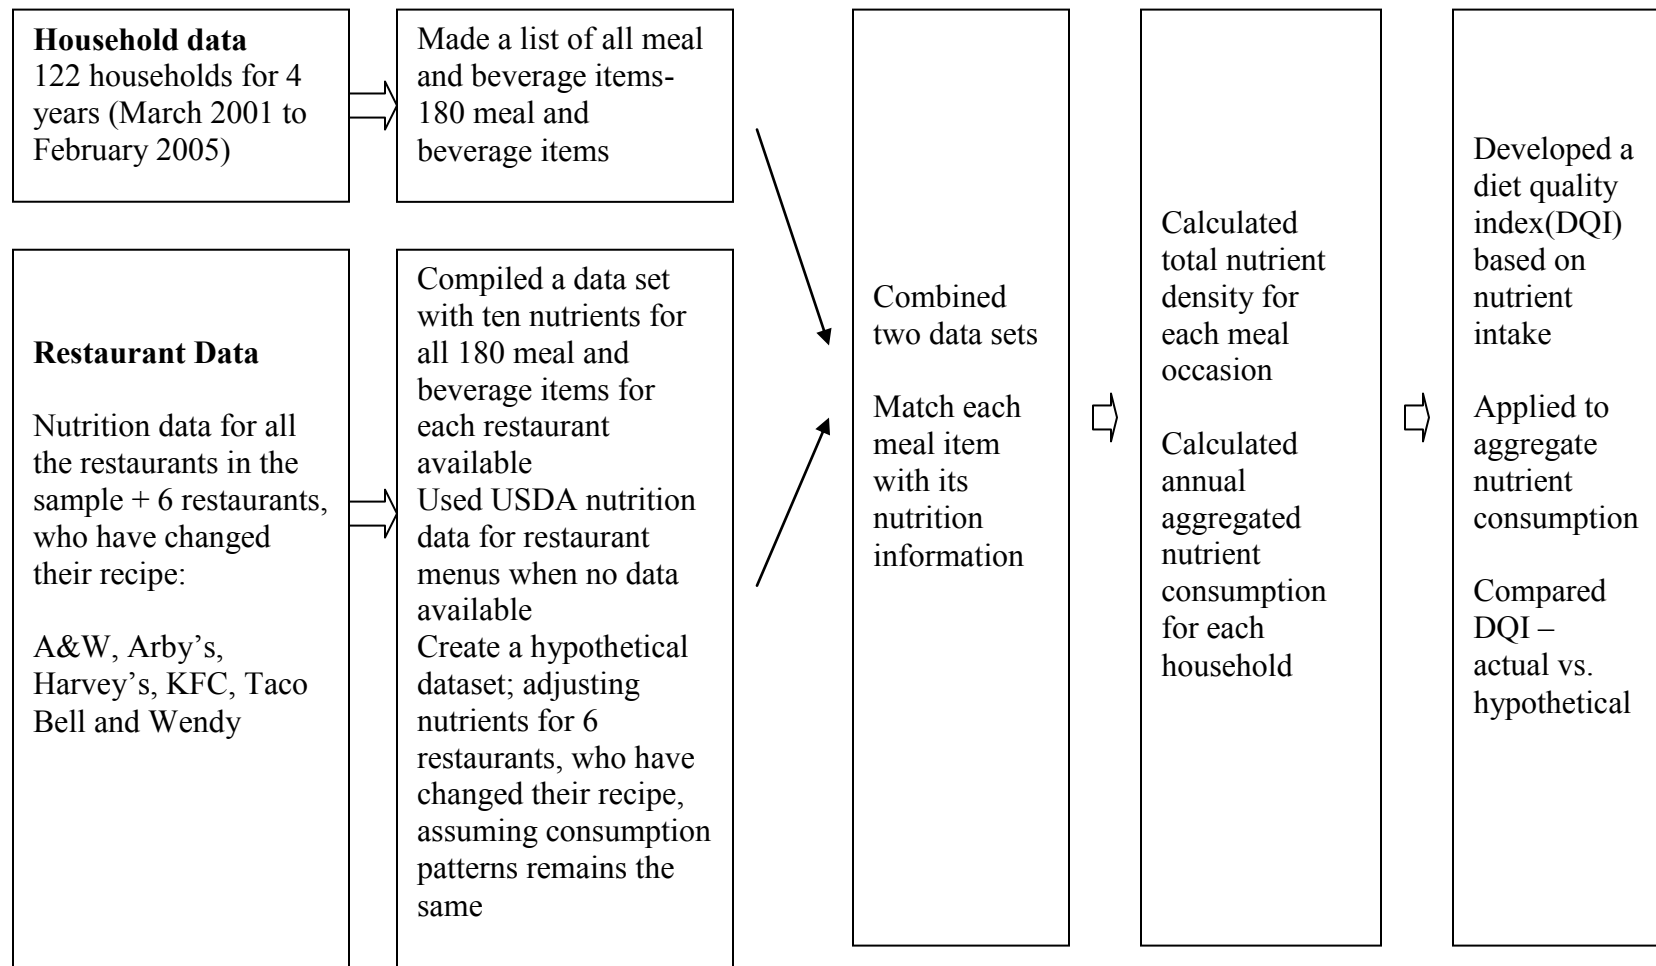 Household data
122 households for 4
years (March 2001 to
February 2005)
Made a list of all meal
and beverage items-
180 meal and
beverage items
Restaurant Data
Nutrition data for all
the restaurants in the
sample + 6 restaurants,
who have changed
their recipe:
A&W, Arby’s,
Harvey’s, KFC, Taco
Bell and Wendy
Compiled a data set
with ten nutrients for
all 180 meal and
beverage items for
each restaurant
available
Used USDA nutrition
data for restaurant
menus when no data
available
Create a hypothetical
dataset; adjusting
nutrients for 6
restaurants, who have
changed their recipe,
assuming consumption
patterns remains the
same
Combined
two data sets
Match each
meal item
with its
nutrition
information
Calculated
total nutrient
density for
each meal
occasion
Calculated
annual
aggregated
nutrient
consumption
for each
household
Developed a
diet quality
index(DQI)
based on
nutrient
intake
Applied to
aggregate
nutrient
consumption
Compared
DQI –
actual vs.
hypothetical